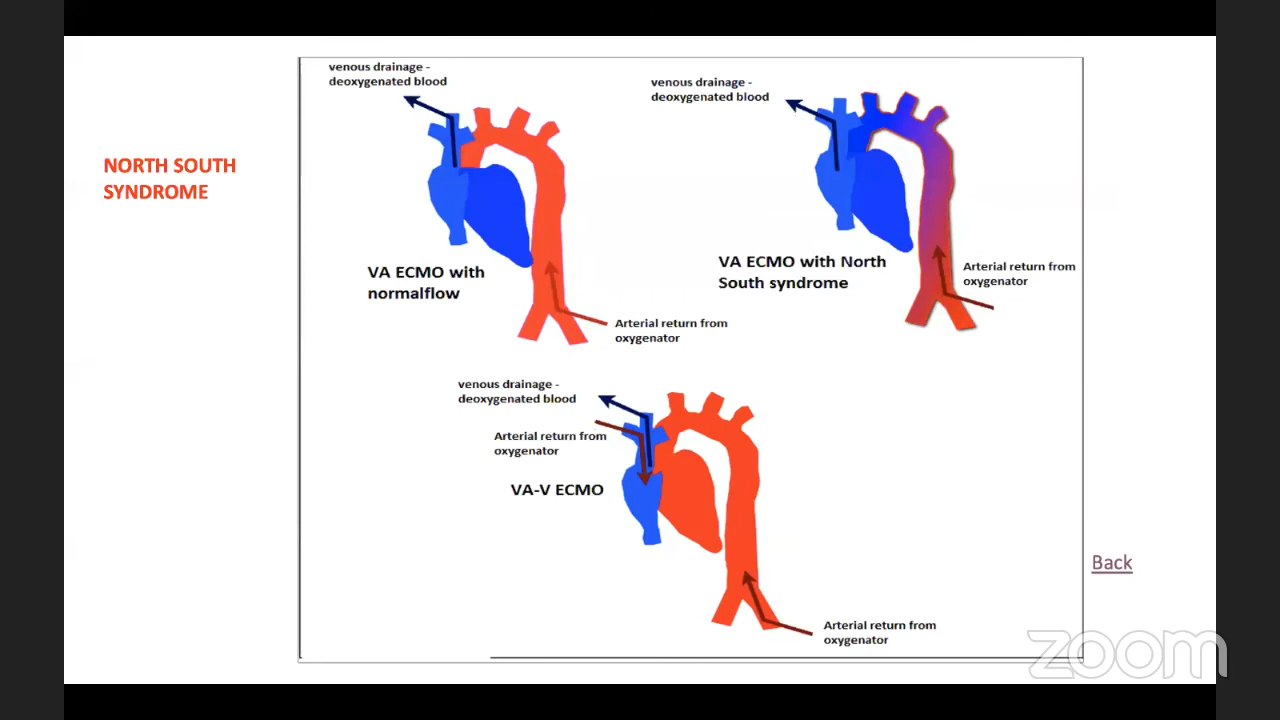 NORTH SOUTH
SYNDROME
venous drainage -
deoxygenated blood
VA ECMO with
normalflow
Arterial return from
oxygenator
venous drainage -
deoxygenated blood
VA ECMO with North
South syndrome
Arterial return from
oxygenator
venous drainage -
deoxygenated blood
Arterial return from
oxygenator
VA-V ECMO
Arterial return from
oxygenator
Back
zoom